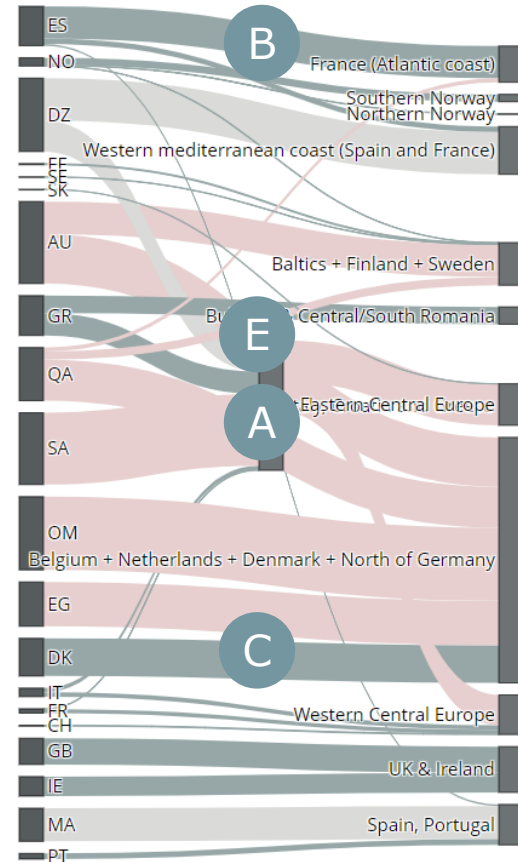 ES
B
NO
France (Atlantic coast)
Southern Norway
DZ
Northern Norway
Western mediterranean coast (Spain and France)
SE
SK
AU
Baltics + Finland + Sweden
GR
Central/South Romania
E
QA
Eastern Central Europe
A
SA
OM
Belgium + Netherlands + Denmark + North of Germany
EG
DK
C
IT
FR
Western Central Europe
CH
GB
UK & Ireland
IE
MA
Spain, Portugal
PT